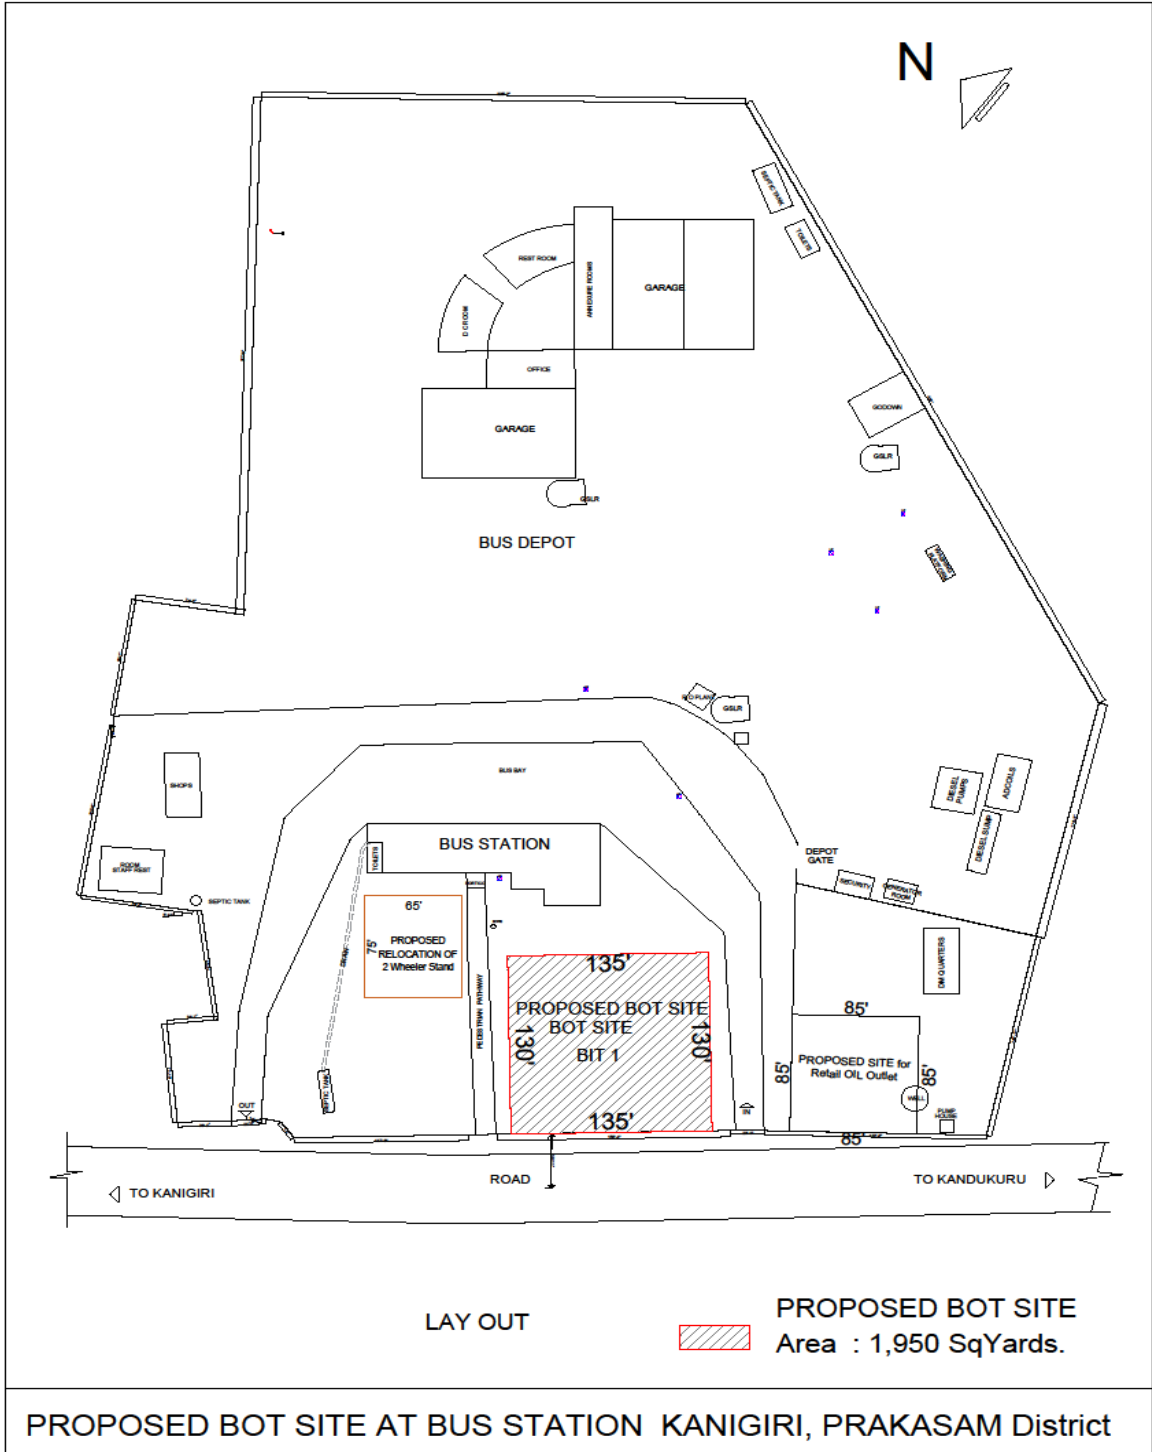 N
SEPTIC TANK
TOILETS
REST ROOM
ANNEXURE ROOMS
GARAGE
D C ROOM
OFFICE
GODOWN
GARAGE
GSLR
GSLR
BUS DEPOT
GSLR
BUS BAY
SHOPS
DIESEL
PUMPS
ADCOILS
DIESEL SUMP
BUS STATION
TOILETS
DEPOT
GATE
ROOM
STAFF REST
SECURITY
GENERATOR
ROOM
SEPTIC TANK
65'
75'
PROPOSED
RELOCATION OF
2 Wheeler Stand
DRAIN
PEDESTRIAN PATHWAY
DM QUARTERS
135'
PROPOSED BOT SITE
BOT SITE
BIT 1
130'
130'
135'
85'
PROPOSED SITE for
Retail OIL Outlet
85'
85'
WELL
PUMP
HOUSE
85'
SEPTIC TANK
OUT
IN
ROAD
TO KANIGIRI
TO KANDUKURU
LAY OUT
PROPOSED BOT SITE
Area : 1,950 SqYards.
PROPOSED BOT SITE AT BUS STATION KANIGIRI, PRAKASAM District